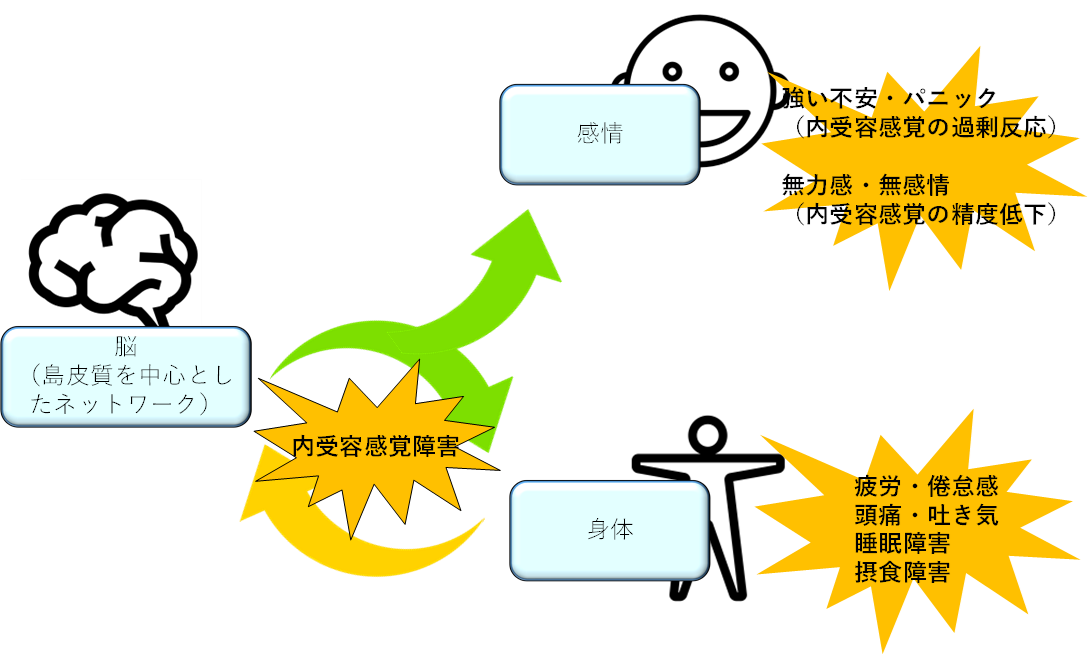 感情
強い不安・パニック
（内受容感覚の過剰反応）
無力感・無感情
（内受容感覚の精度低下）
脳
（島皮質を中心とし
たネットワーク）
内受容感覚障害
身体
疲労・倦怠感
頭痛・吐き気
睡眠障害
摂食障害